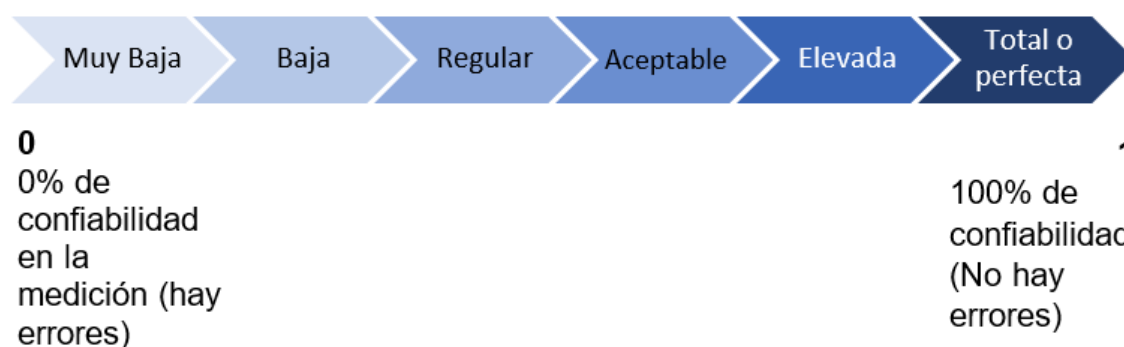 Muy Baja
Baja
Regular
Aceptable
Elevada
Total o
perfecta
0
0% de
confiabilidad
en la
medición (hay
errores)
100% de
confiabilidad
(No hay
errores)